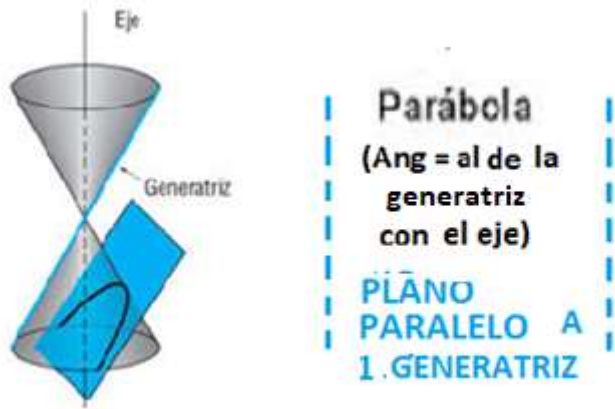 Eje
Generatriz
Parábola
(Ang = al de la
generatriz
con el eje)
PLANO
PARALELO A
1.GENERATRIZ